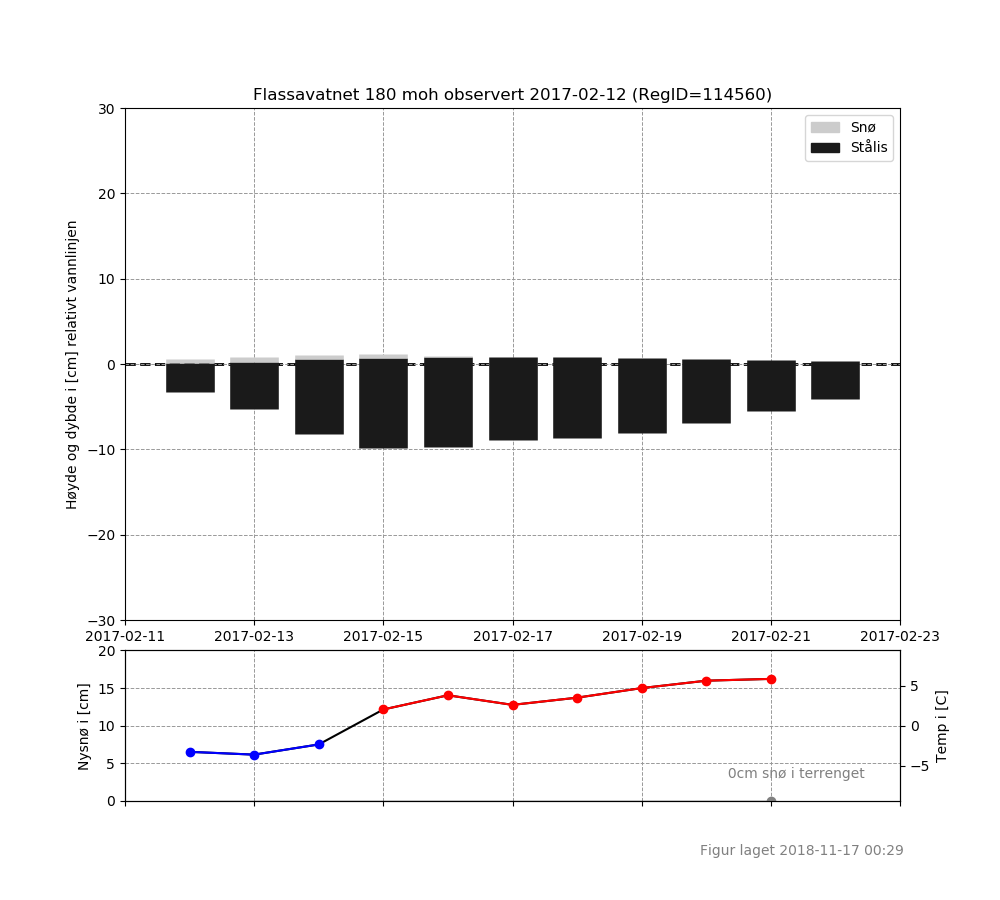 Flassavatnet 180 moh observert 2017-02-12 (RegID=114560)
Snø
Stålis
Høyde og dybde i [cm] relativt vannlinjen
30
20
10
0
−10
−20
−30
2017-02-11 2017-02-13 2017-02-15 2017-02-17 2017-02-19 2017-02-21 2017-02-23
Nysnø i [cm]
20
15
10
5
0
5
0
−5
Temp i [C]
0cm snø i terrenget
Figur laget 2018-11-17 00:29